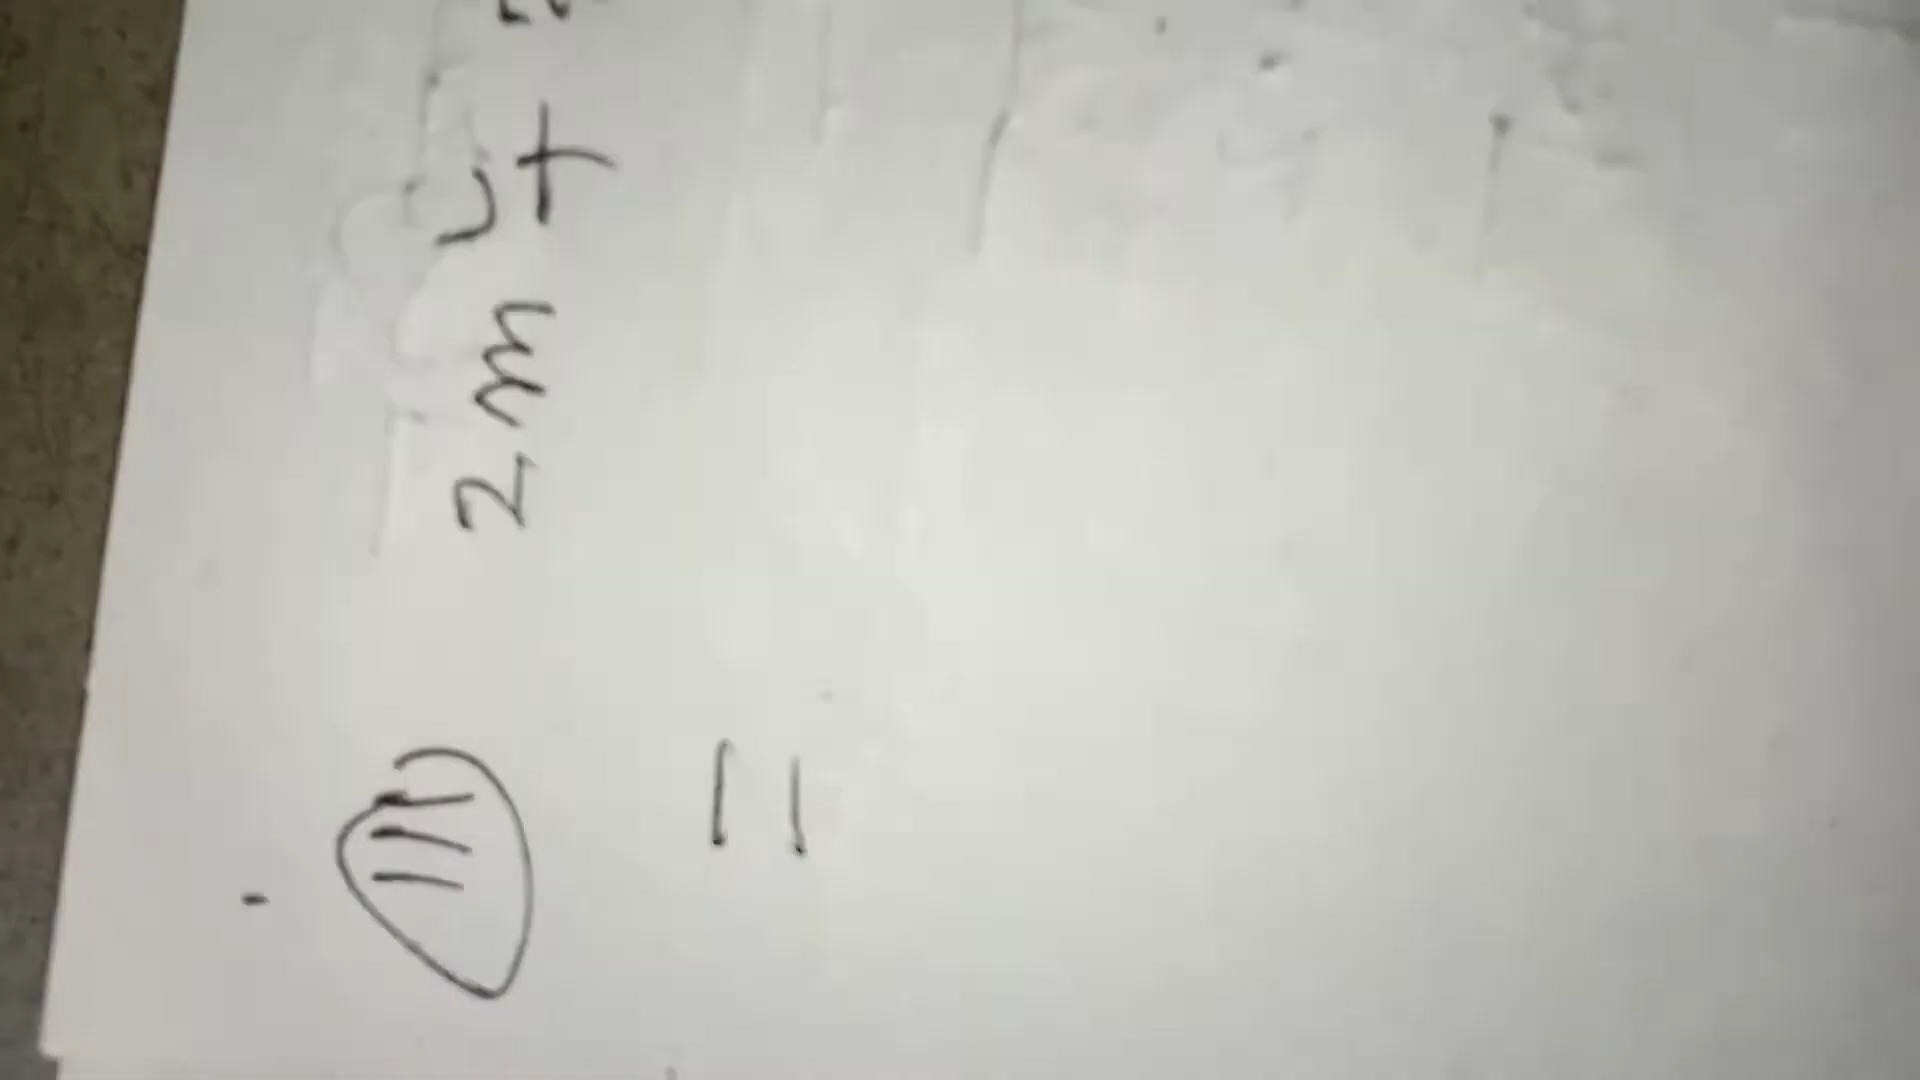 (III) 2m² +
=